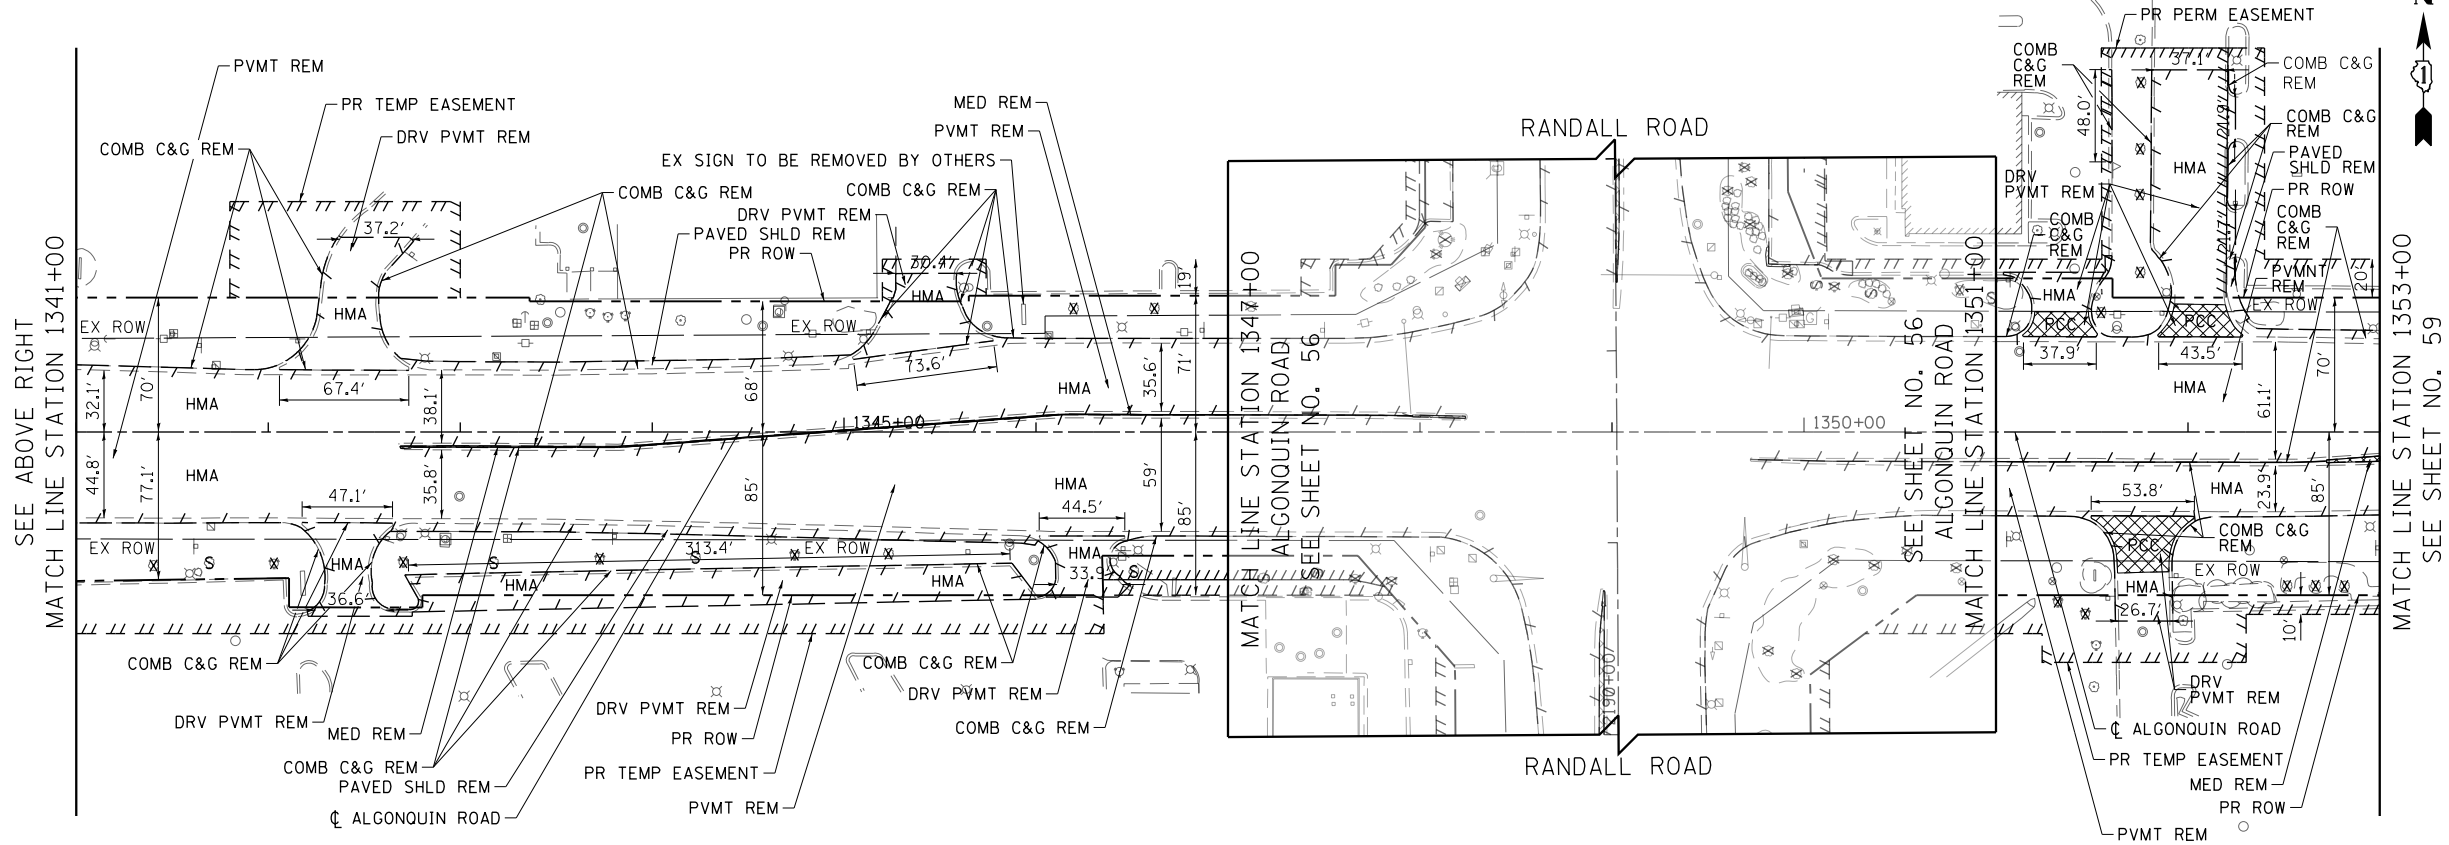 PR PERM EASEMENT
N
COMB
C&G
REM
37.1'
COMB C&G
REM
PVMT REM
PR TEMP EASEMENT
DRV PVMT REM
MED REM
PVMT REM
48.0'
COMB C&G
REM
COMB C&G REM
EX SIGN TO BE REMOVED BY OTHERS
RANDALL ROAD
HMA
PAVED
SHLD REM
COMB C&G REM
COMB C&G REM
DRV
PVMT REM
PR ROW
DRV PVMT REM
PAVED SHLD REM
PR ROW
37.2'
COMB
C&G
REM
COMB
C&G
REM
30.4'
19'
HMA
HMA
HMA
PVMNT
REM
20'
EX ROW
EX ROW
EX ROW
PCC
PCC
SEE ABOVE RIGHT
MATCH LINE STATION 1341+00
MATCH LINE STATION 1347+00
ALGONQUIN ROAD
SEE SHEET NO. 56
SEE SHEET NO. 56
ALGONQUIN ROAD
MATCH LINE STATION 1351+00
MATCH LINE STATION 1353+00
SEE SHEET NO. 59
32.1'
70'
67.4'
38.1'
68'
73.6'
35.6'
71'
37.9'
43.5'
70'
HMA
HMA
HMA
61.1'
1345+00
1350+00
44.8'
77.1'
HMA
35.8'
85'
HMA
59'
85'
HMA
23.9'
85'
47.1'
44.5'
53.8'
COMB C&G
REM
EX ROW
S
HMA
S
313.4'
S
EX ROW
HMA
PCC
EX ROW
HMA
HMA
33.9'
S
S
S
S
S
HMA
36.6'
26.7'
10'
1
COMB C&G REM
COMB C&G REM
DRV PVMT REM
DRV PVMT REM
DRV PVMT REM
DRV
PVMT REM
MED REM
PR ROW
COMB C&G REM
2190+00
℄ ALGONQUIN ROAD
COMB C&G REM
PR TEMP EASEMENT
RANDALL ROAD
PR TEMP EASEMENT
PAVED SHLD REM
MED REM
PVMT REM
PR ROW
℄ ALGONQUIN ROAD
PVMT REM